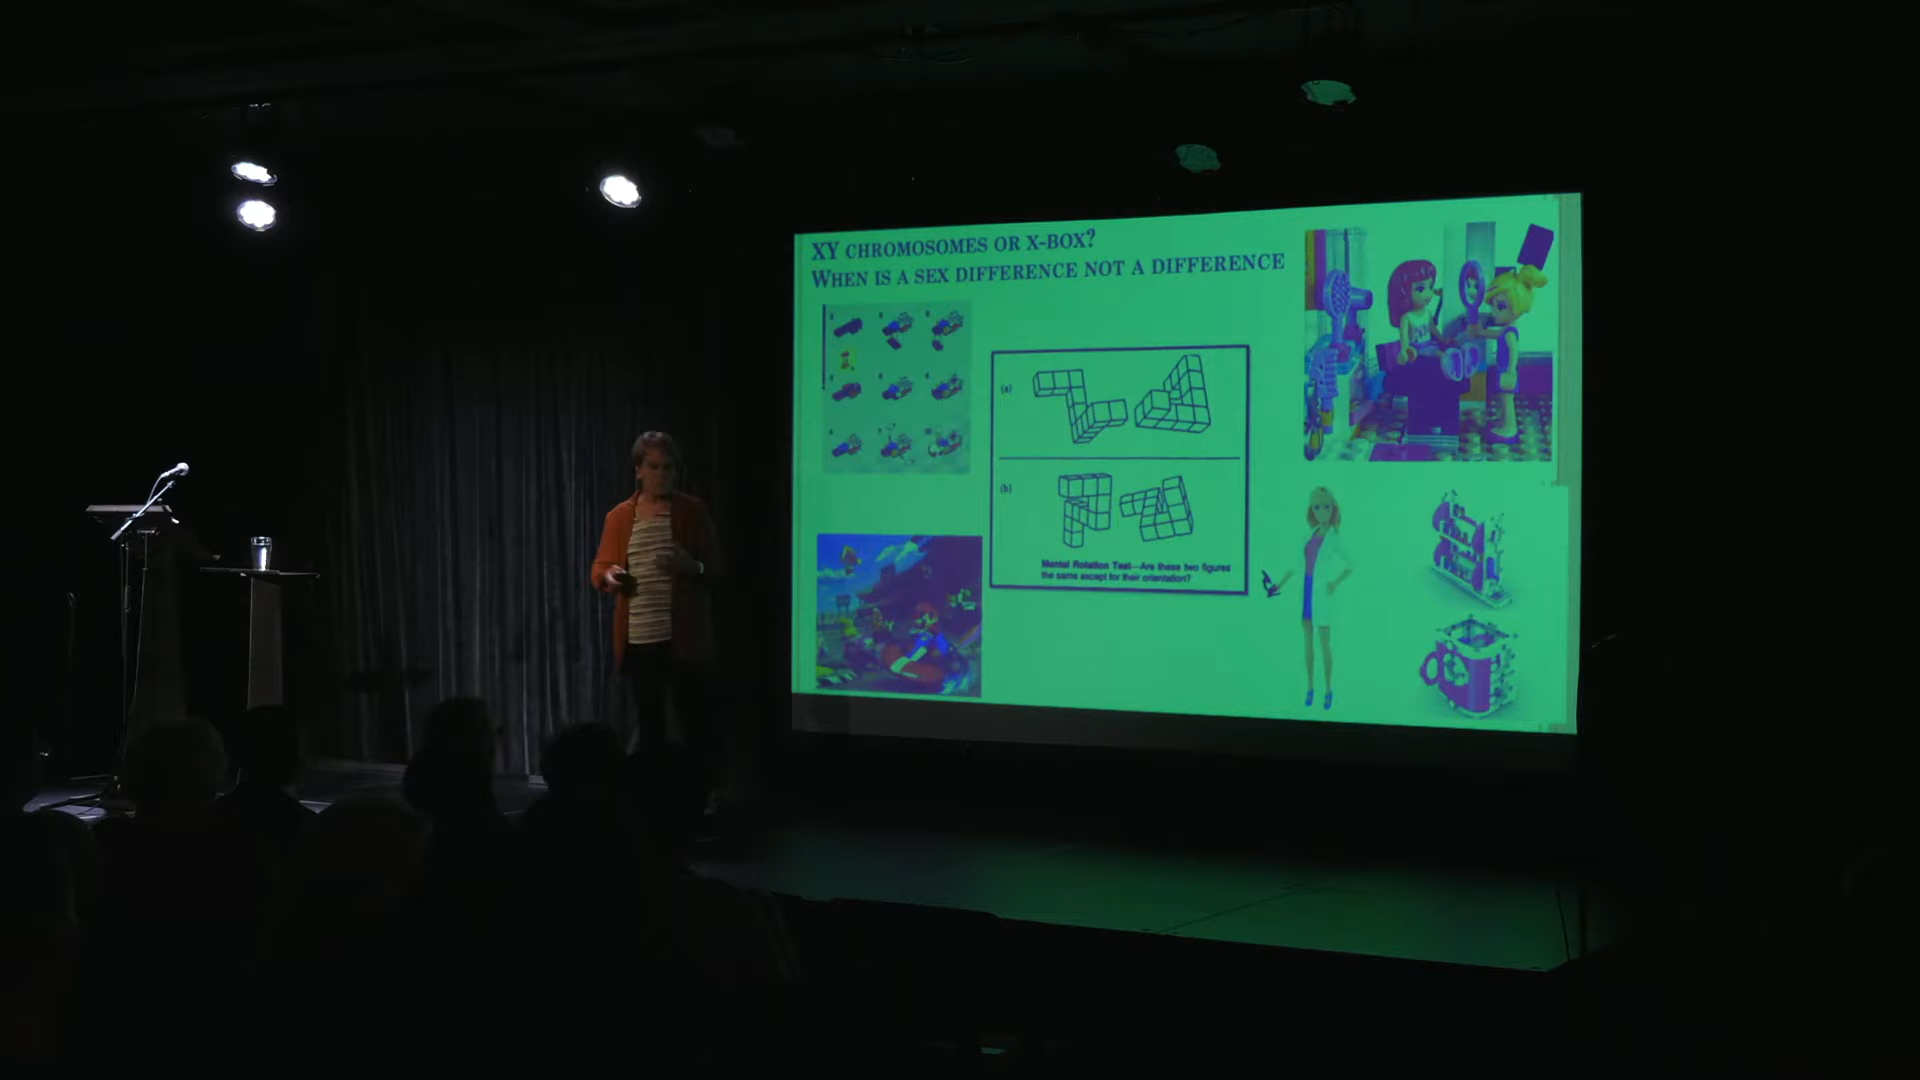 XY CHROMOSOMES OR X-BOX?
WHEN IS A SEX DIFFERENCE NOT A DIFFERENCE
(a)
(b)
Mental Rotation Test—Are these two figures
the same except for their orientation?